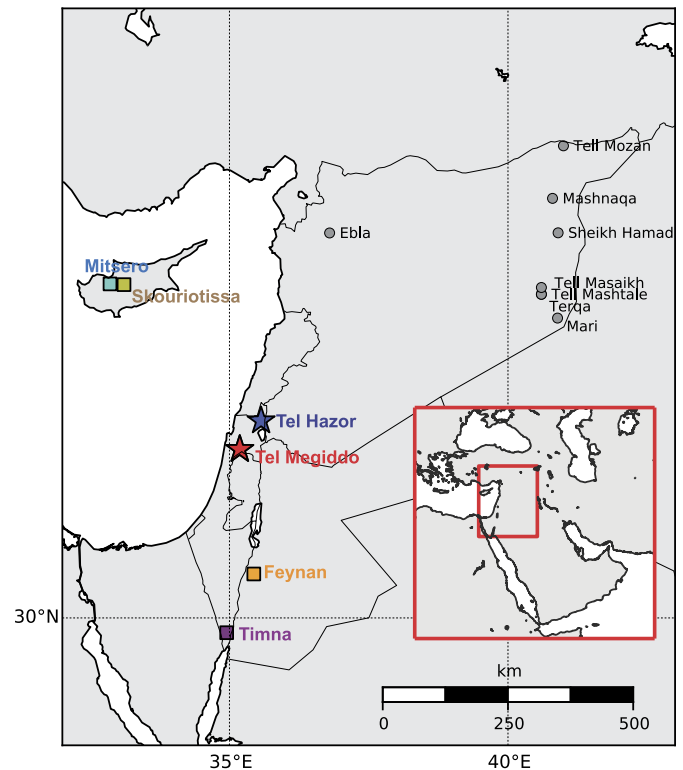 Tell Mozan
Mashnaqa
Ebla
Sheikh Hamad
Mitsero
Skouriotissa
Tell Masaikh
Tell Mashtale
Terqa
Mari
Tel Hazor
Tel Megiddo
Feynan
30°N
Timna
km
0
250
500
35°E
40°E